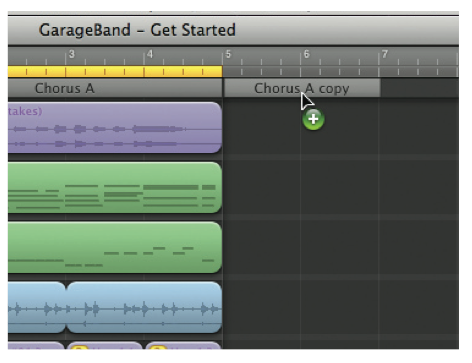 GarageBand – Get Started
3 4 5 6 7
Chorus A Chorus A copy
takes)